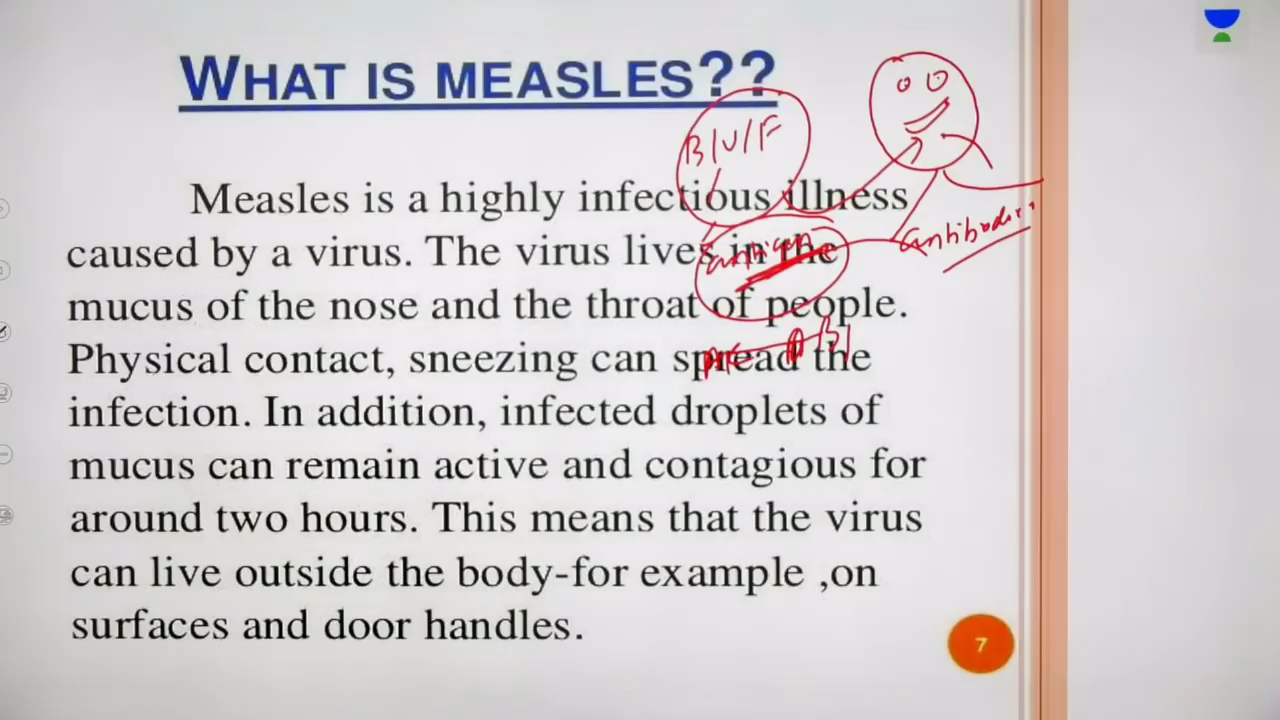 WHAT IS MEASLES??
B/V/F
Measles is a highly infectious illness
caused by a virus. The virus lives in the
antigen
antibodies
mucus of the nose and the throat of people.
Physical contact, sneezing can spread the
infection. In addition, infected droplets of
mucus can remain active and contagious for
around two hours. This means that the virus
can live outside the body-for example ,on
surfaces and door handles.
7